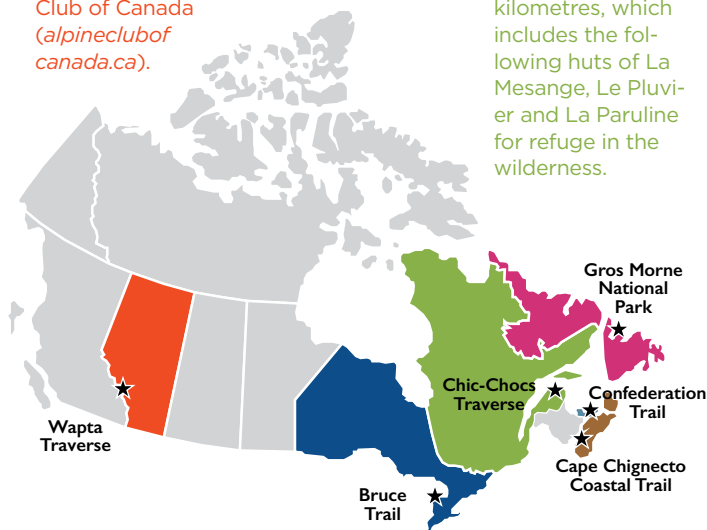 Club of Canada
(alpineclubof
canada.ca).
kilometres, which
includes the fol-
lowing huts of La
Mesange, Le Pluvi-
er and La Paruline
for refuge in the
wilderness.
Gros Morne
National
Park
Chic-Chocs
Traverse
Confederation
Trail
Wapta
Traverse
Cape Chignecto
Coastal Trail
Bruce
Trail